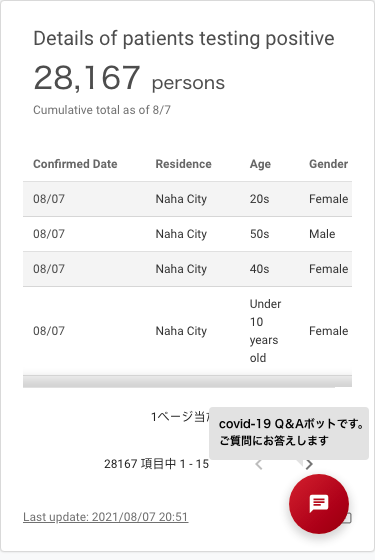 Details of patients testing positive
28,167 persons
Cumulative total as of 8/7
Confirmed Date Residence Age Gender
08/07 Naha City 20s Female
08/07 Naha City 50s Male
08/07 Naha City 40s Female
08/07 Naha City Under 10 years old Female
1ページ当
covid-19 Q&Aボットです。
ご質問にお答えします
28167 項目中 1 - 15
Last update: 2021/08/07 20:51